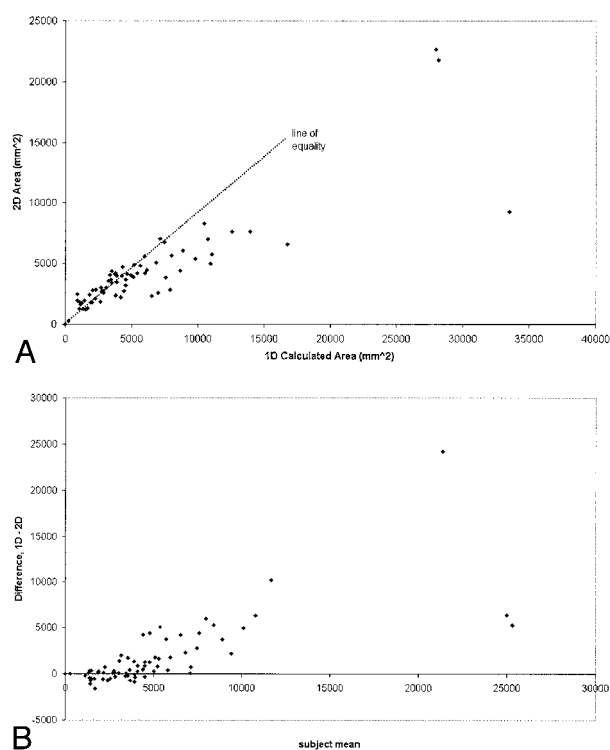 25000
20000
15000
10000
5000
0
2D Area (mm^2)
line of
equality
0 5000 10000 15000 20000 25000 30000 35000 40000
1D Calculated Area (mm^2)
A
30000
25000
20000
15000
10000
5000
0
-5000
Difference, 1D - 2D
0 5000 10000 15000 20000 25000 30000
subject mean
B